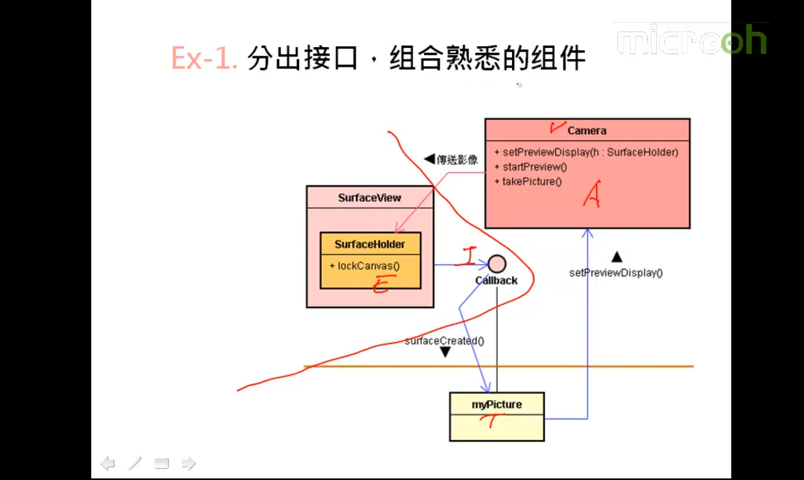 microoh
Ex-1. 分出接口，组合熟悉的组件
Camera
+ setPreviewDisplay(h : SurfaceHolder)
+ startPreview()
+ takePicture()
A
◀傳送影像
SurfaceView
SurfaceHolder
+ lockCanvas()
E
I
Callback
▲
setPreviewDisplay()
surfaceCreated()
▼
myPicture
T